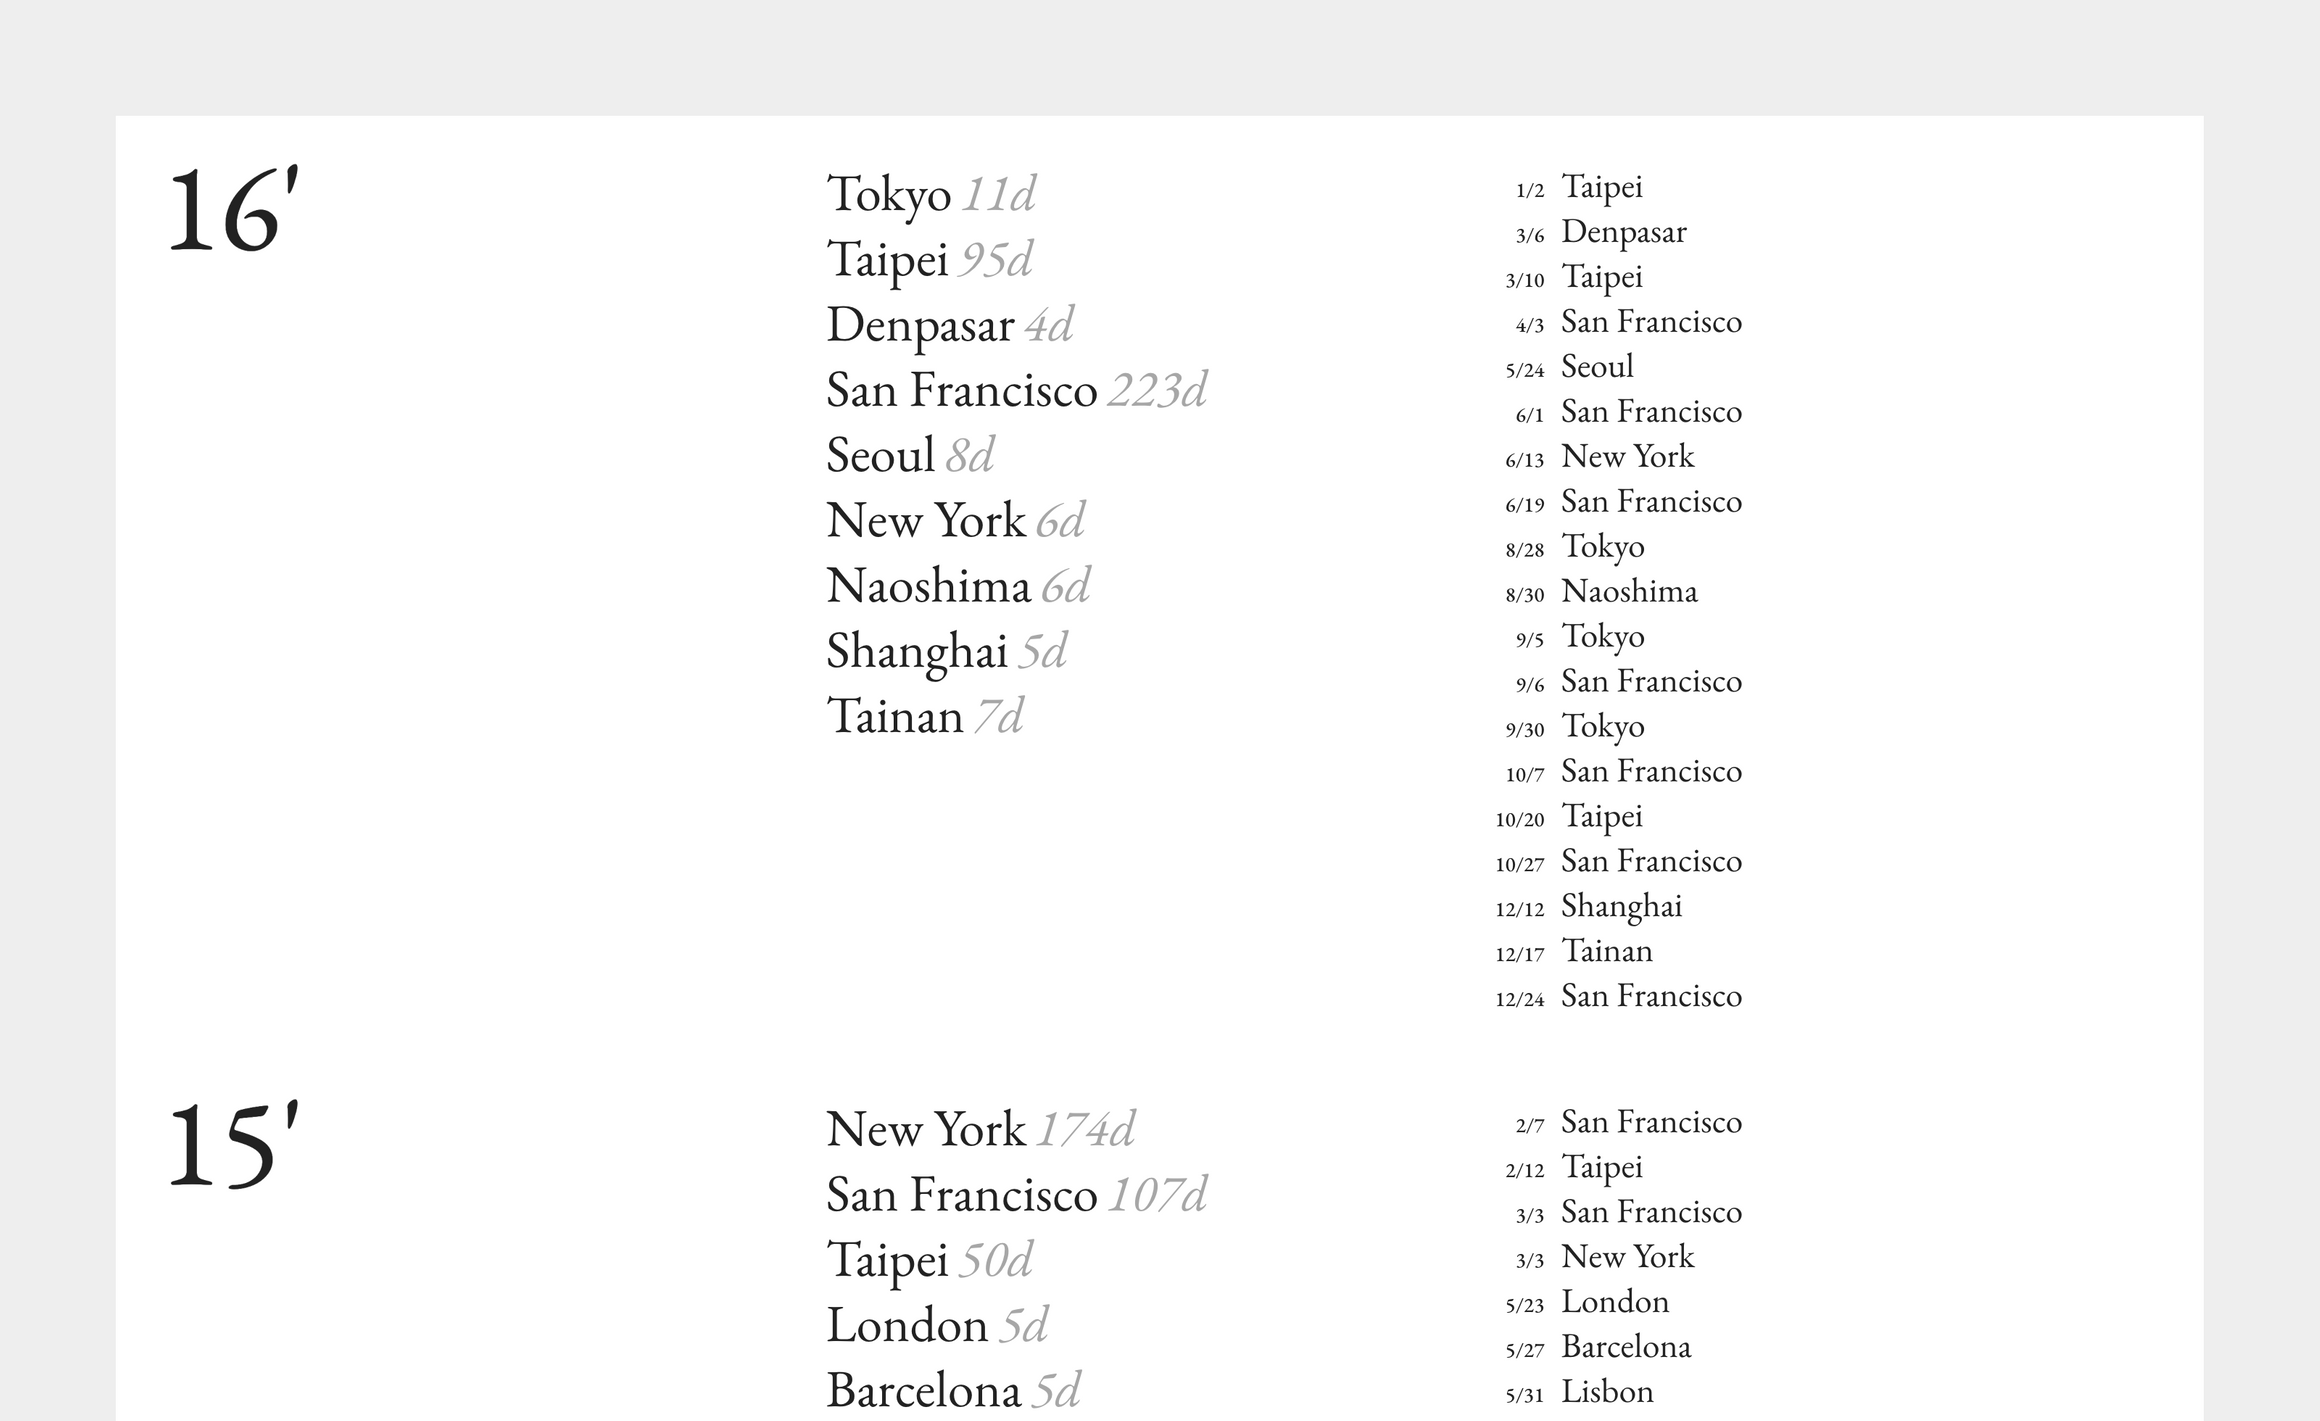 16'
Tokyo 11d
Taipei 95d
Denpasar 4d
San Francisco 223d
Seoul 8d
New York 6d
Naoshima 6d
Shanghai 5d
Tainan 7d
1/2 Taipei
3/6 Denpasar
3/10 Taipei
4/3 San Francisco
5/24 Seoul
6/1 San Francisco
6/13 New York
6/19 San Francisco
8/28 Tokyo
8/30 Naoshima
9/5 Tokyo
9/6 San Francisco
9/30 Tokyo
10/7 San Francisco
10/20 Taipei
10/27 San Francisco
12/12 Shanghai
12/17 Tainan
12/24 San Francisco
15'
New York 174d
San Francisco 107d
Taipei 50d
London 5d
Barcelona 5d
2/7 San Francisco
2/12 Taipei
3/3 San Francisco
3/3 New York
5/23 London
5/27 Barcelona
5/31 Lisbon